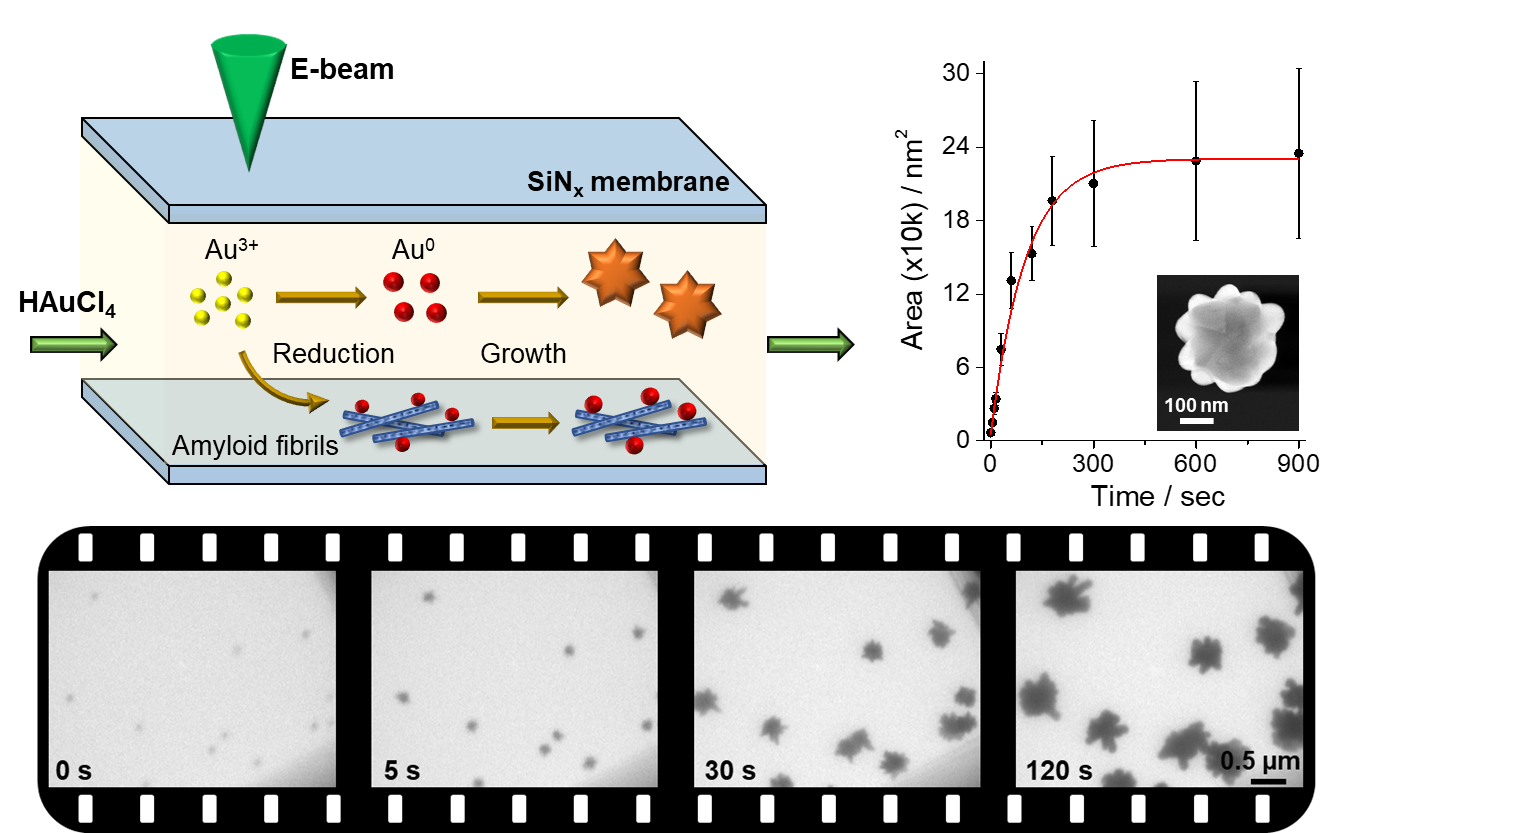 E-beam
SiNₓ membrane
Au³⁺
Au⁰
HAuCl₄
Reduction
Growth
Amyloid fibrils
Area (x10k) / nm²
30
24
18
12
6
0
100 nm
0
300
600
900
Time / sec
0 s
5 s
30 s
120 s
0.5 µm